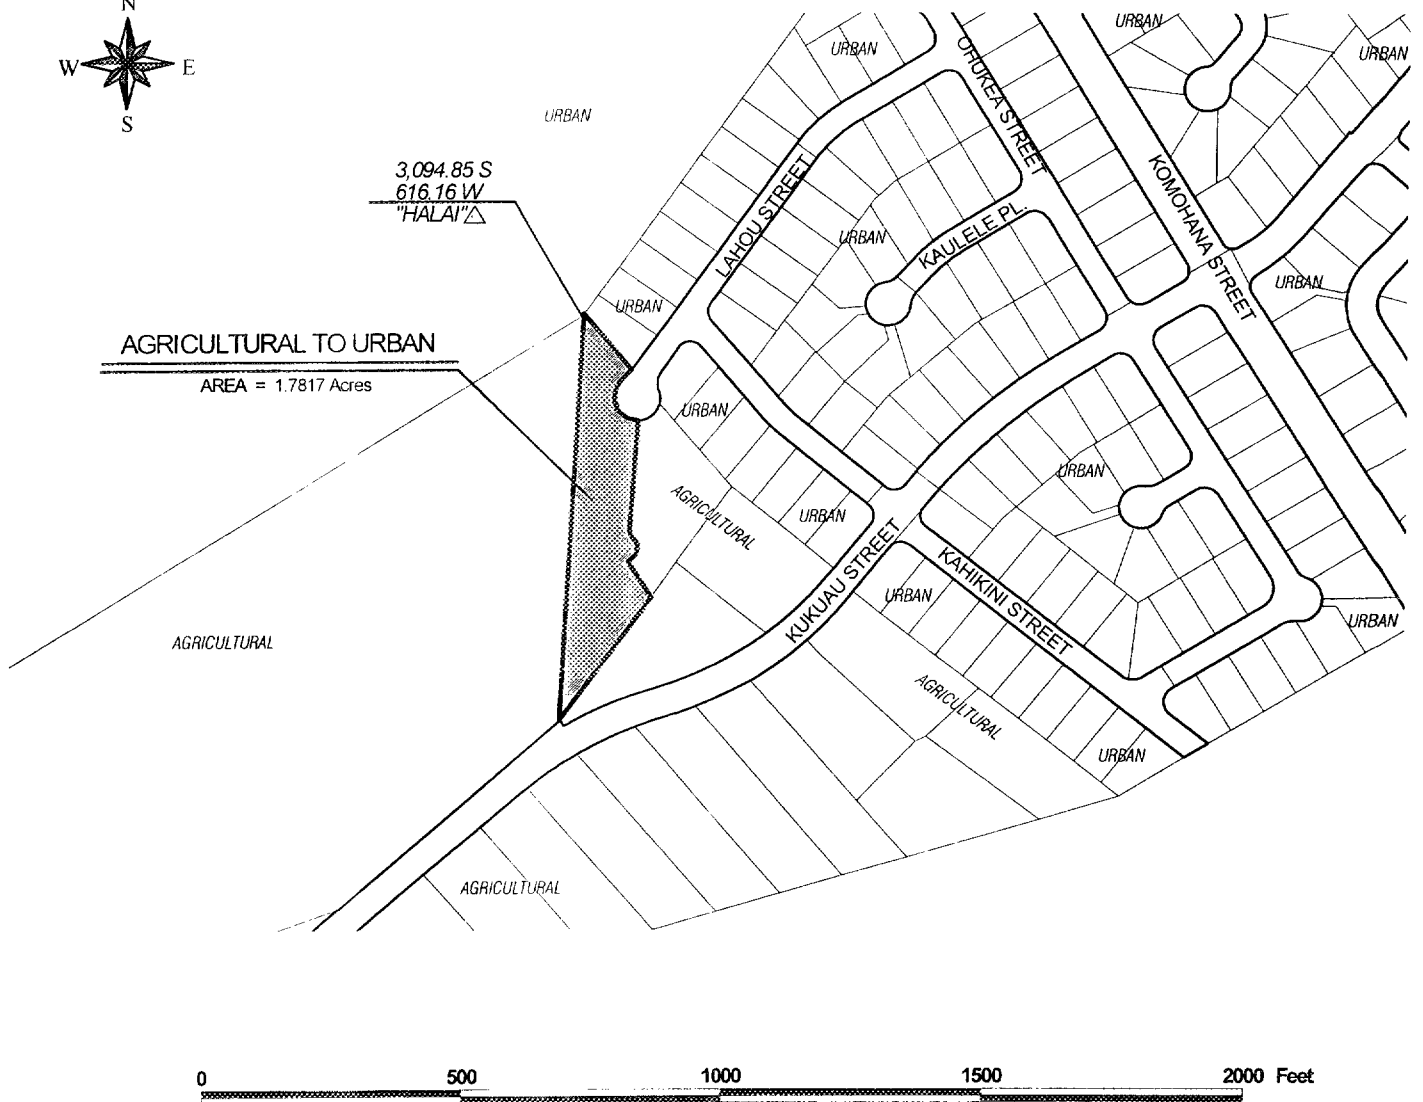 N
W E
S
URBAN
URBAN
URBAN
URBAN
OHUKEA STREET
3,094.85 S
616.16 W
"HALAI"
LAHOU STREET
KOMOHANA STREET
URBAN
KAULELE PL.
URBAN
URBAN
AGRICULTURAL TO URBAN
AREA = 1.7817 Acres
URBAN
URBAN
AGRICULTURAL
URBAN
KUKUAU STREET
KAHIKINI STREET
URBAN
URBAN
AGRICULTURAL
AGRICULTURAL
URBAN
AGRICULTURAL
0 500 1000 1500 2000 Feet